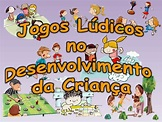 Jogos Lúdicos
no
Desenvolvimento
da Criança